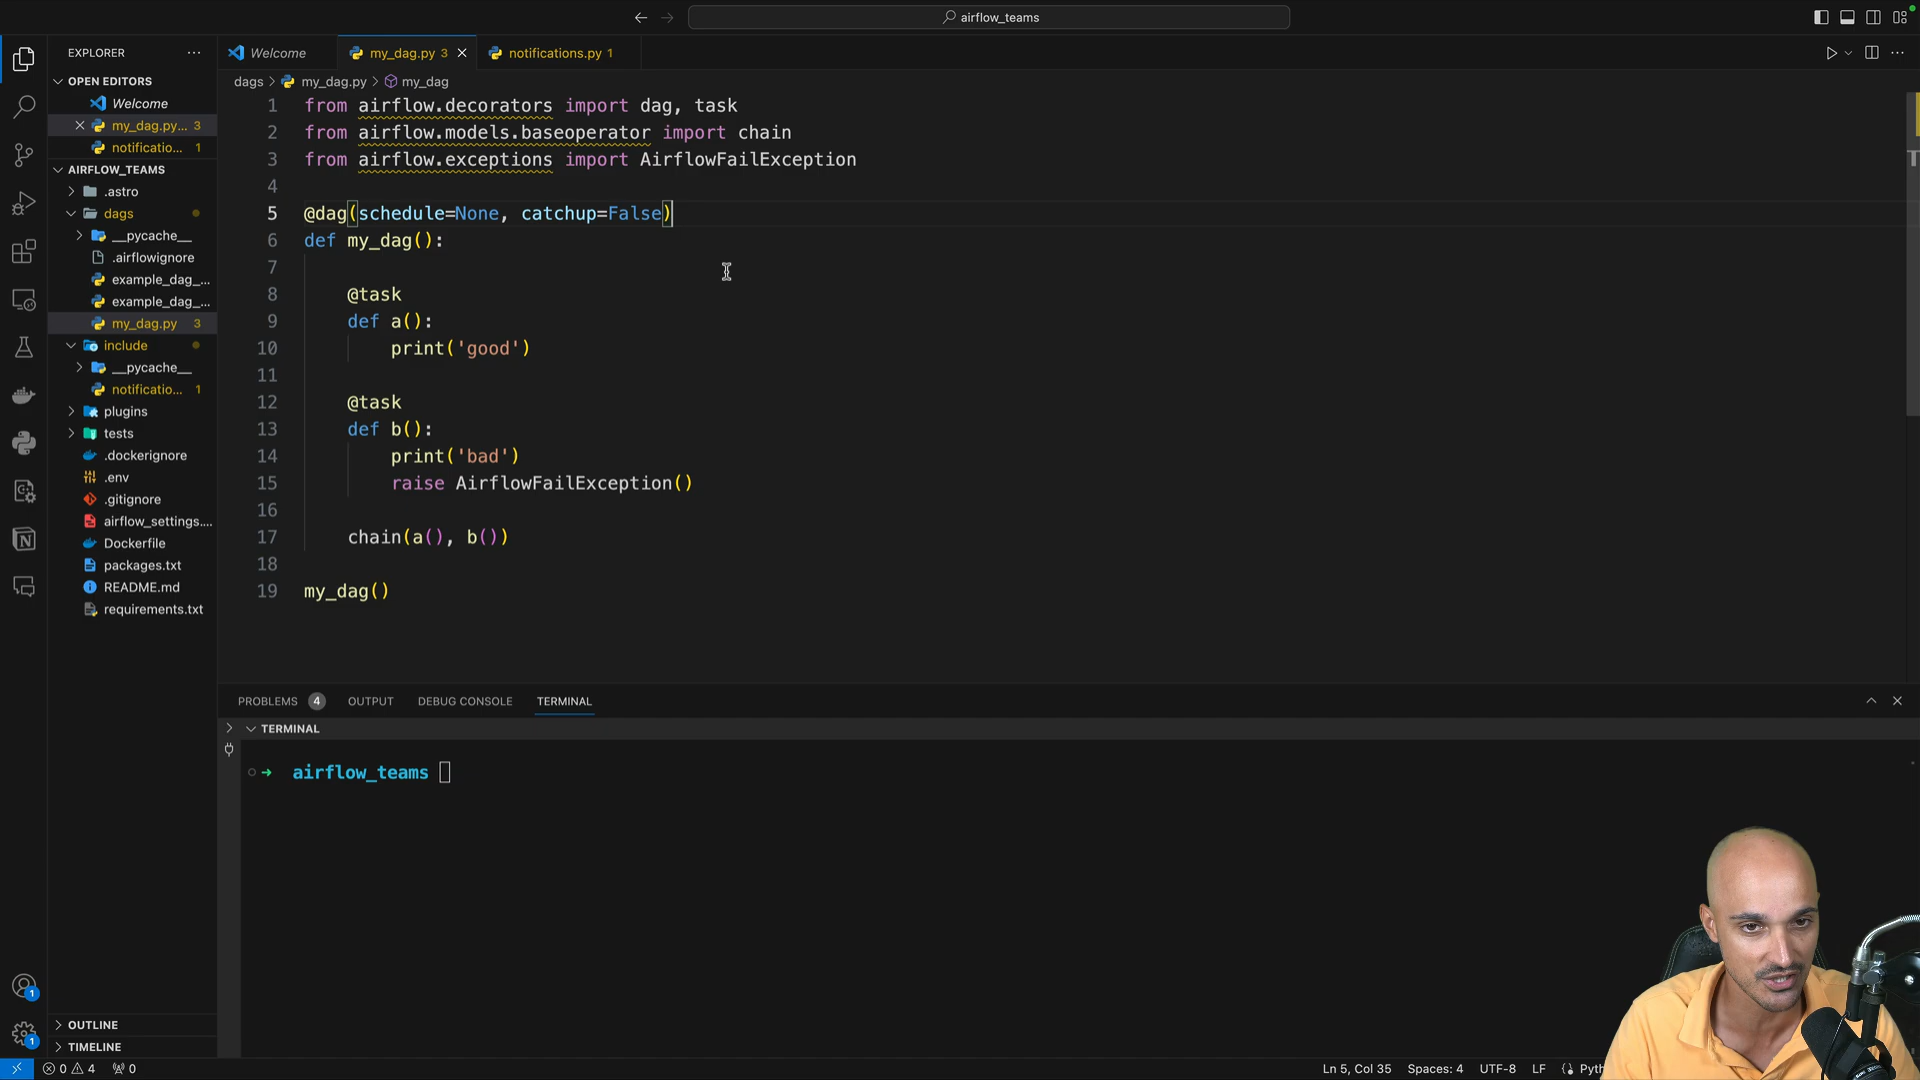 airflow_teams
EXPLORER
OPEN EDITORS
Welcome
my_dag.py... 3
notificatio... 1
AIRFLOW_TEAMS
.astro
dags
__pycache__
.airflowignore
example_dag_...
example_dag_...
my_dag.py 3
include
__pycache__
notificatio... 1
plugins
tests
.dockerignore
.env
.gitignore
airflow_settings....
Dockerfile
packages.txt
README.md
requirements.txt
OUTLINE
TIMELINE
Welcome
my_dag.py 3
notifications.py 1
dags > my_dag.py > my_dag
1 from airflow.decorators import dag, task
2 from airflow.models.baseoperator import chain
3 from airflow.exceptions import AirflowFailException
4
5 @dag(schedule=None, catchup=False)
6 def my_dag():
7
8 @task
9 def a():
10 print('good')
11
12 @task
13 def b():
14 print('bad')
15 raise AirflowFailException()
16
17 chain(a(), b())
18
19 my_dag()
PROBLEMS 4 OUTPUT DEBUG CONSOLE TERMINAL
TERMINAL
airflow_teams
1
1
0 4 0
Ln 5, Col 35 Spaces: 4 UTF-8 LF Pyth